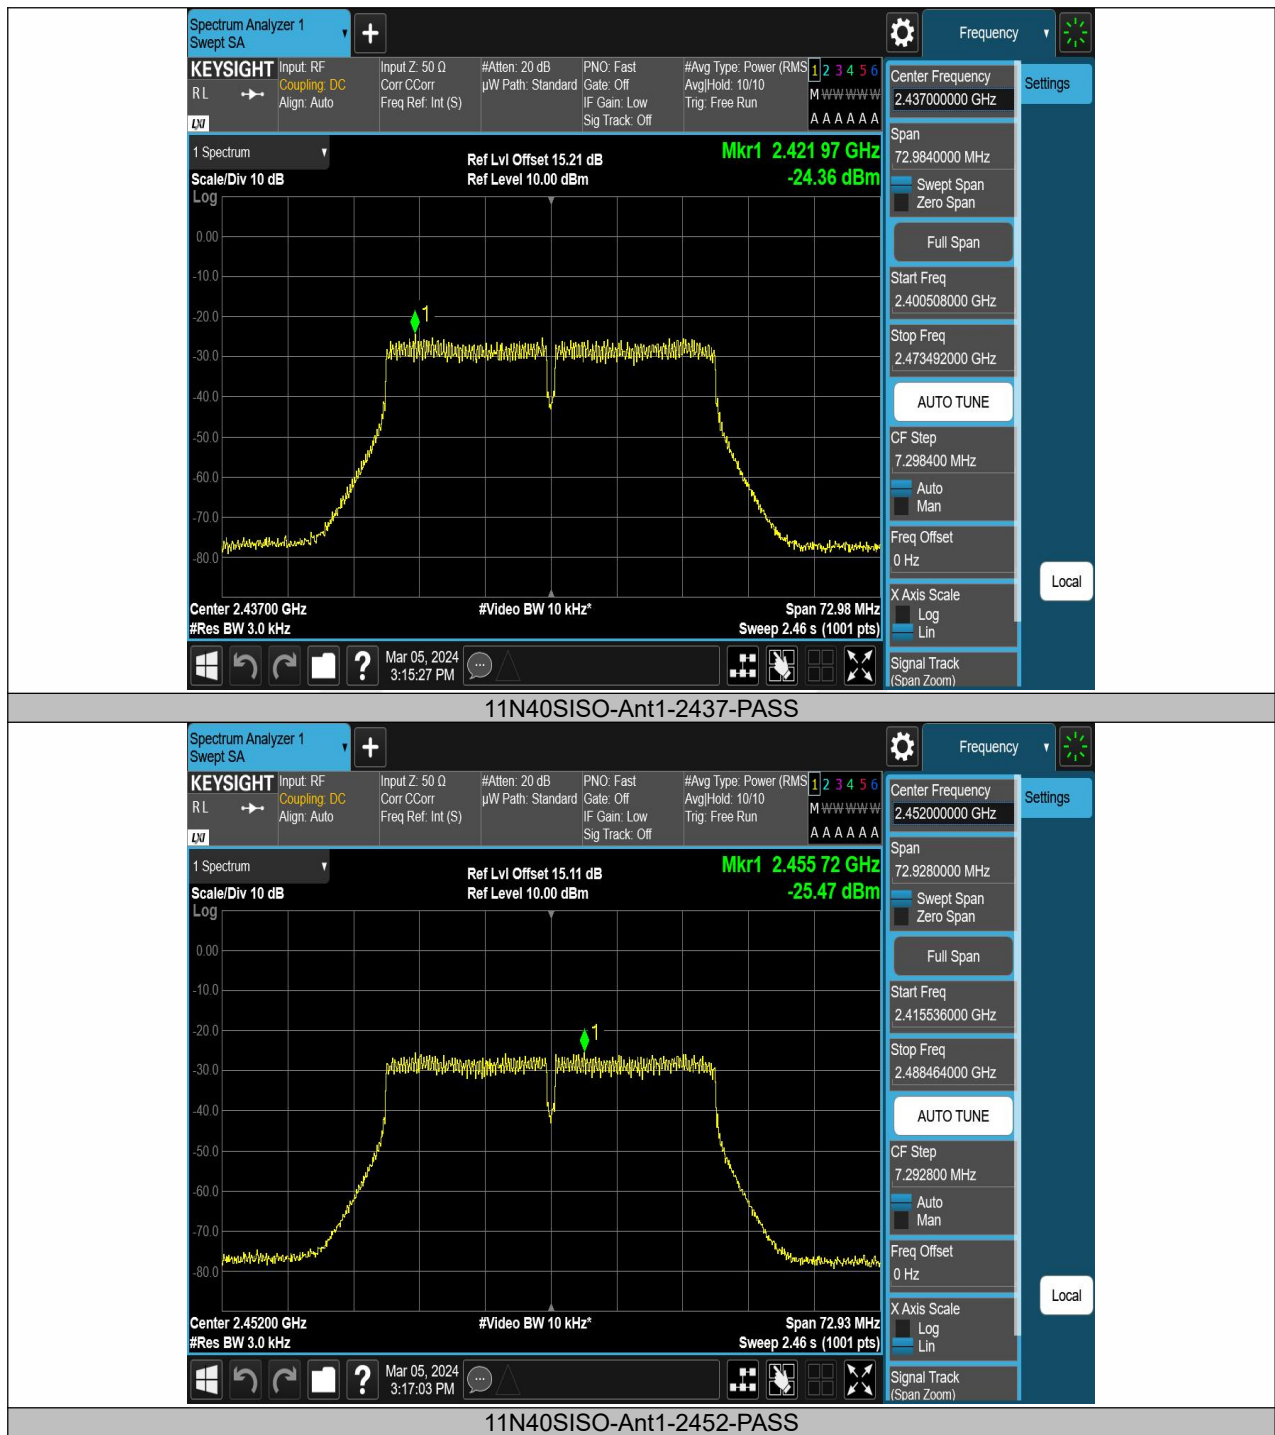 Spectrum Analyzer 1
Swept SA
+
Frequency
KEYSIGHT
R L
LXI
Input: RF
Coupling: DC
Align: Auto
Input Z: 50 Ω
Corr CCorr
Freq Ref: Int (S)
#Atten: 20 dB
µW Path: Standard
PNO: Fast
Gate: Off
IF Gain: Low
Sig Track: Off
#Avg Type: Power (RMS
Avg|Hold: 10/10
Trig: Free Run
1 2 3 4 5 6
M W W W W W
A A A A A A
1 Spectrum
Scale/Div 10 dB
Log
Ref Lvl Offset 15.21 dB
Ref Level 10.00 dBm
Mkr1 2.421 97 GHz
-24.36 dBm
0.00
-10.0
-20.0
-30.0
-40.0
-50.0
-60.0
-70.0
-80.0
1
Center 2.43700 GHz
#Res BW 3.0 kHz
#Video BW 10 kHz*
Span 72.98 MHz
Sweep 2.46 s (1001 pts)
Center Frequency
2.437000000 GHz
Span
72.9840000 MHz
Swept Span
Zero Span
Full Span
Start Freq
2.400508000 GHz
Stop Freq
2.473492000 GHz
AUTO TUNE
CF Step
7.298400 MHz
Auto
Man
Freq Offset
0 Hz
X Axis Scale
Log
Lin
Signal Track
(Span Zoom)
Settings
Local
?
Mar 05, 2024
3:15:27 PM
11N40SISO-Ant1-2437-PASS
Spectrum Analyzer 1
Swept SA
+
Frequency
KEYSIGHT
R L
LXI
Input: RF
Coupling: DC
Align: Auto
Input Z: 50 Ω
Corr CCorr
Freq Ref: Int (S)
#Atten: 20 dB
µW Path: Standard
PNO: Fast
Gate: Off
IF Gain: Low
Sig Track: Off
#Avg Type: Power (RMS
Avg|Hold: 10/10
Trig: Free Run
1 2 3 4 5 6
M W W W W W
A A A A A A
1 Spectrum
Scale/Div 10 dB
Log
Ref Lvl Offset 15.11 dB
Ref Level 10.00 dBm
Mkr1 2.455 72 GHz
-25.47 dBm
0.00
-10.0
-20.0
-30.0
-40.0
-50.0
-60.0
-70.0
-80.0
1
Center 2.45200 GHz
#Res BW 3.0 kHz
#Video BW 10 kHz*
Span 72.93 MHz
Sweep 2.46 s (1001 pts)
Center Frequency
2.452000000 GHz
Span
72.9280000 MHz
Swept Span
Zero Span
Full Span
Start Freq
2.415536000 GHz
Stop Freq
2.488464000 GHz
AUTO TUNE
CF Step
7.292800 MHz
Auto
Man
Freq Offset
0 Hz
X Axis Scale
Log
Lin
Signal Track
(Span Zoom)
Settings
Local
?
Mar 05, 2024
3:17:03 PM
11N40SISO-Ant1-2452-PASS